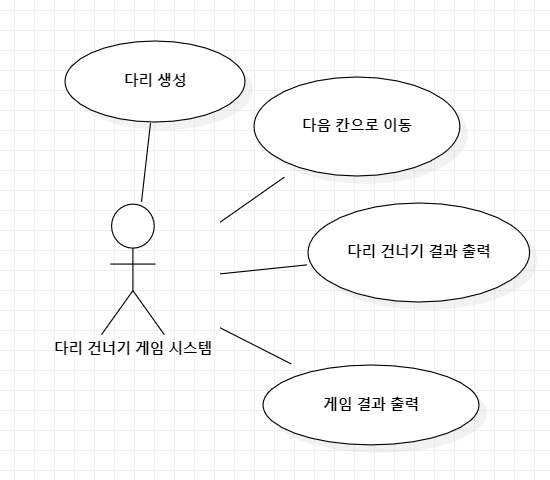 다리 생성
다음 칸으로 이동
다리 건너기 결과 출력
다리 건너기 게임 시스템
게임 결과 출력